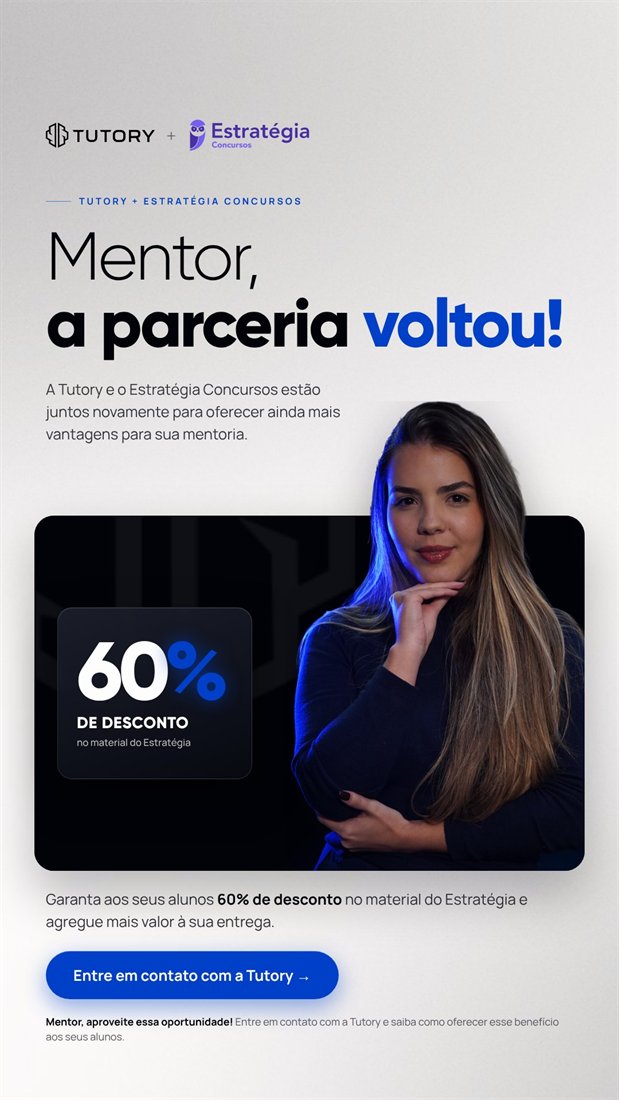 TUTORY + Estratégia
Concursos
TUTORY + ESTRATÉGIA CONCURSOS
Mentor,
a parceria voltou!
A Tutory e o Estratégia Concursos estão
juntos novamente para oferecer ainda mais
vantagens para sua mentoria.
60%
DE DESCONTO
no material do Estratégia
Garanta aos seus alunos 60% de desconto no material do Estratégia e
agregue mais valor à sua entrega.
Entre em contato com a Tutory →
Mentor, aproveite essa oportunidade! Entre em contato com a Tutory e saiba como oferecer esse benefício
aos seus alunos.